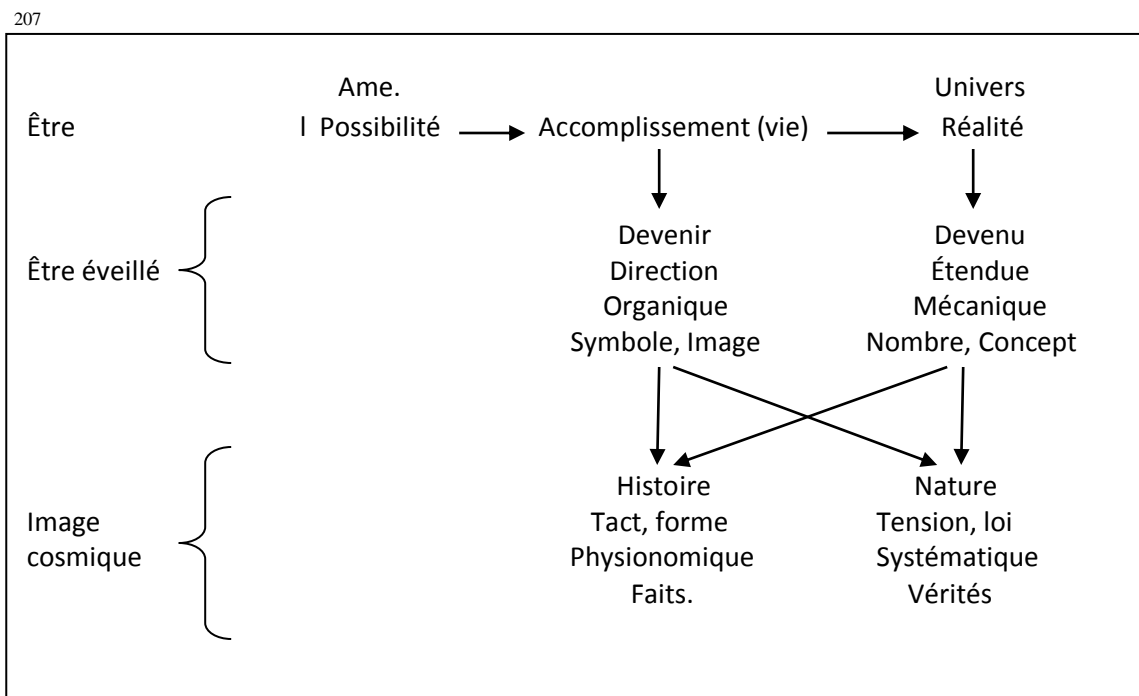 207
Ame. Univers
Être l Possibilité Accomplissement (vie) Réalité
Devenir Devenu
Être éveillé Direction Étendue
Organique Mécanique
Symbole, Image Nombre, Concept
Histoire Nature
Image Tact, forme Tension, loi
cosmique Physionomique Systématique
Faits. Vérités